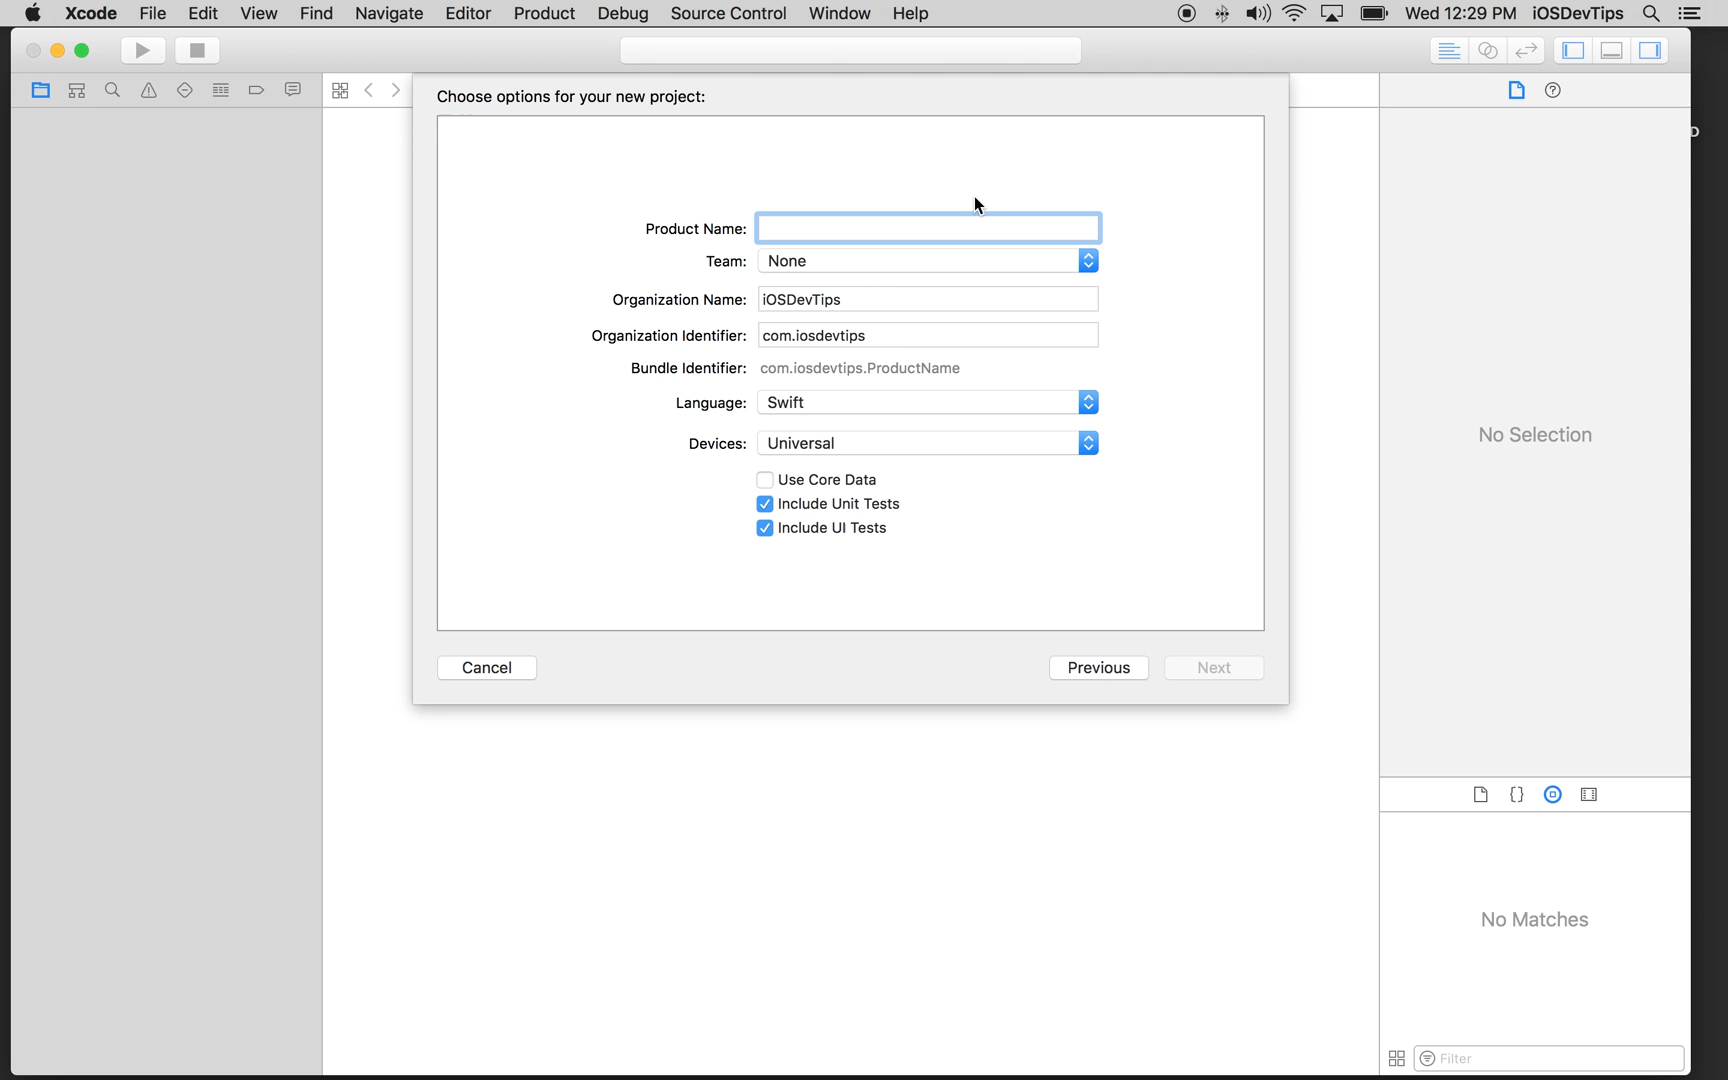 Xcode File Edit View Find Navigate Editor Product Debug Source Control Window Help Wed 12:29 PM iOSDevTips
Choose options for your new project:
D
Product Name:
Team: None
Organization Name: iOSDevTips
Organization Identifier: com.iosdevtips
Bundle Identifier: com.iosdevtips.ProductName
Language: Swift
Devices: Universal
No Selection
Use Core Data
Include Unit Tests
Include UI Tests
Cancel Previous Next
No Matches
Filter